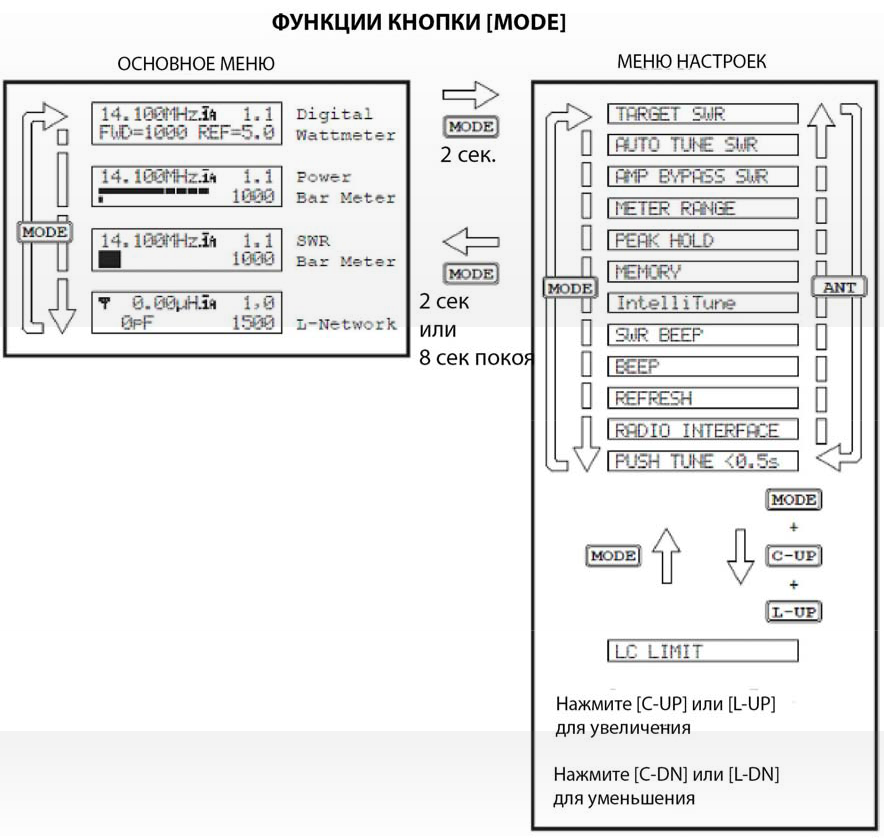 ФУНКЦИИ КНОПКИ [MODE]
ОСНОВНОЕ МЕНЮ
14.100MHz 1.1 Digital
FWD=1000 REF=5.0 Wattmeter
14.100MHz 1.1 Power
1000 Bar Meter
MODE
14.100MHz 1.1 SWR
1000 Bar Meter
0.00µH 1,0
0pF 1500 L-Network
MODE
2 сек.
MODE
2 сек
или
8 сек покоя
МЕНЮ НАСТРОЕК
TARGET SWR
AUTO TUNE SWR
AMP BYPASS SWR
METER RANGE
PEAK HOLD
MEMORY
MODE
ANT
IntelliTune
SWR BEEP
BEEP
REFRESH
RADIO INTERFACE
PUSH TUNE <0.5s
MODE
+
MODE
C-UP
+
L-UP
LC LIMIT
Нажмите [C-UP] или [L-UP]
для увеличения
Нажмите [C-DN] или [L-DN]
для уменьшения